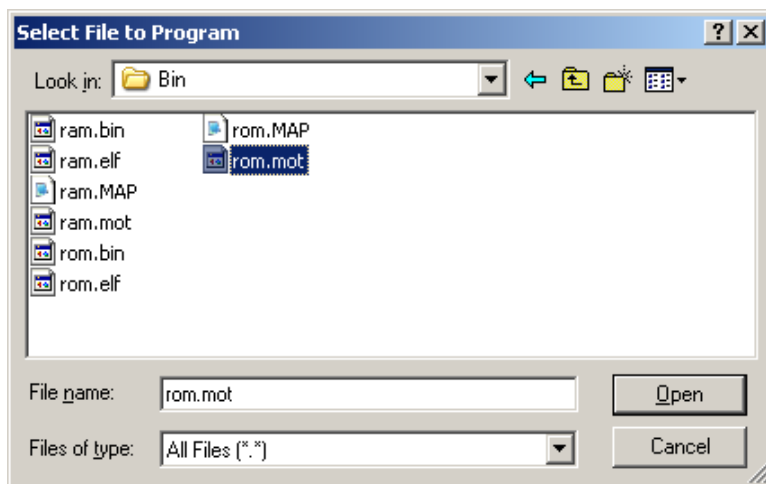 Select File to Program
Look in: Bin
ram.bin
ram.elf
ram.MAP
ram.mot
rom.bin
rom.elf
rom.MAP
rom.mot
File name: rom.mot Open
Files of type: All Files (*.*) Cancel